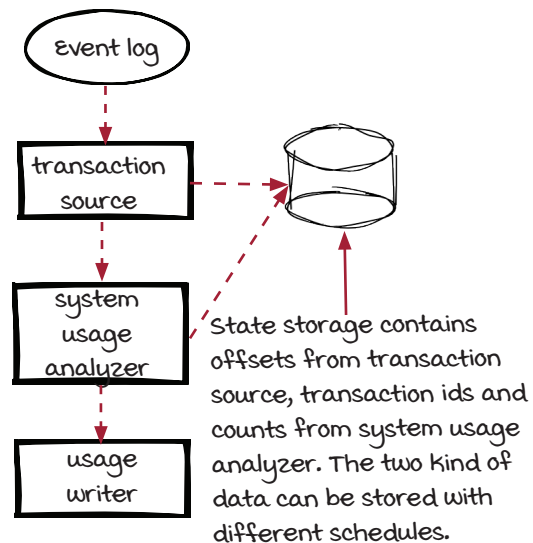 Event log
transaction
source
system
usage
analyzer
usage
writer
State storage contains
offsets from transaction
source, transaction ids and
counts from system usage
analyzer. The two kind of
data can be stored with
different schedules.